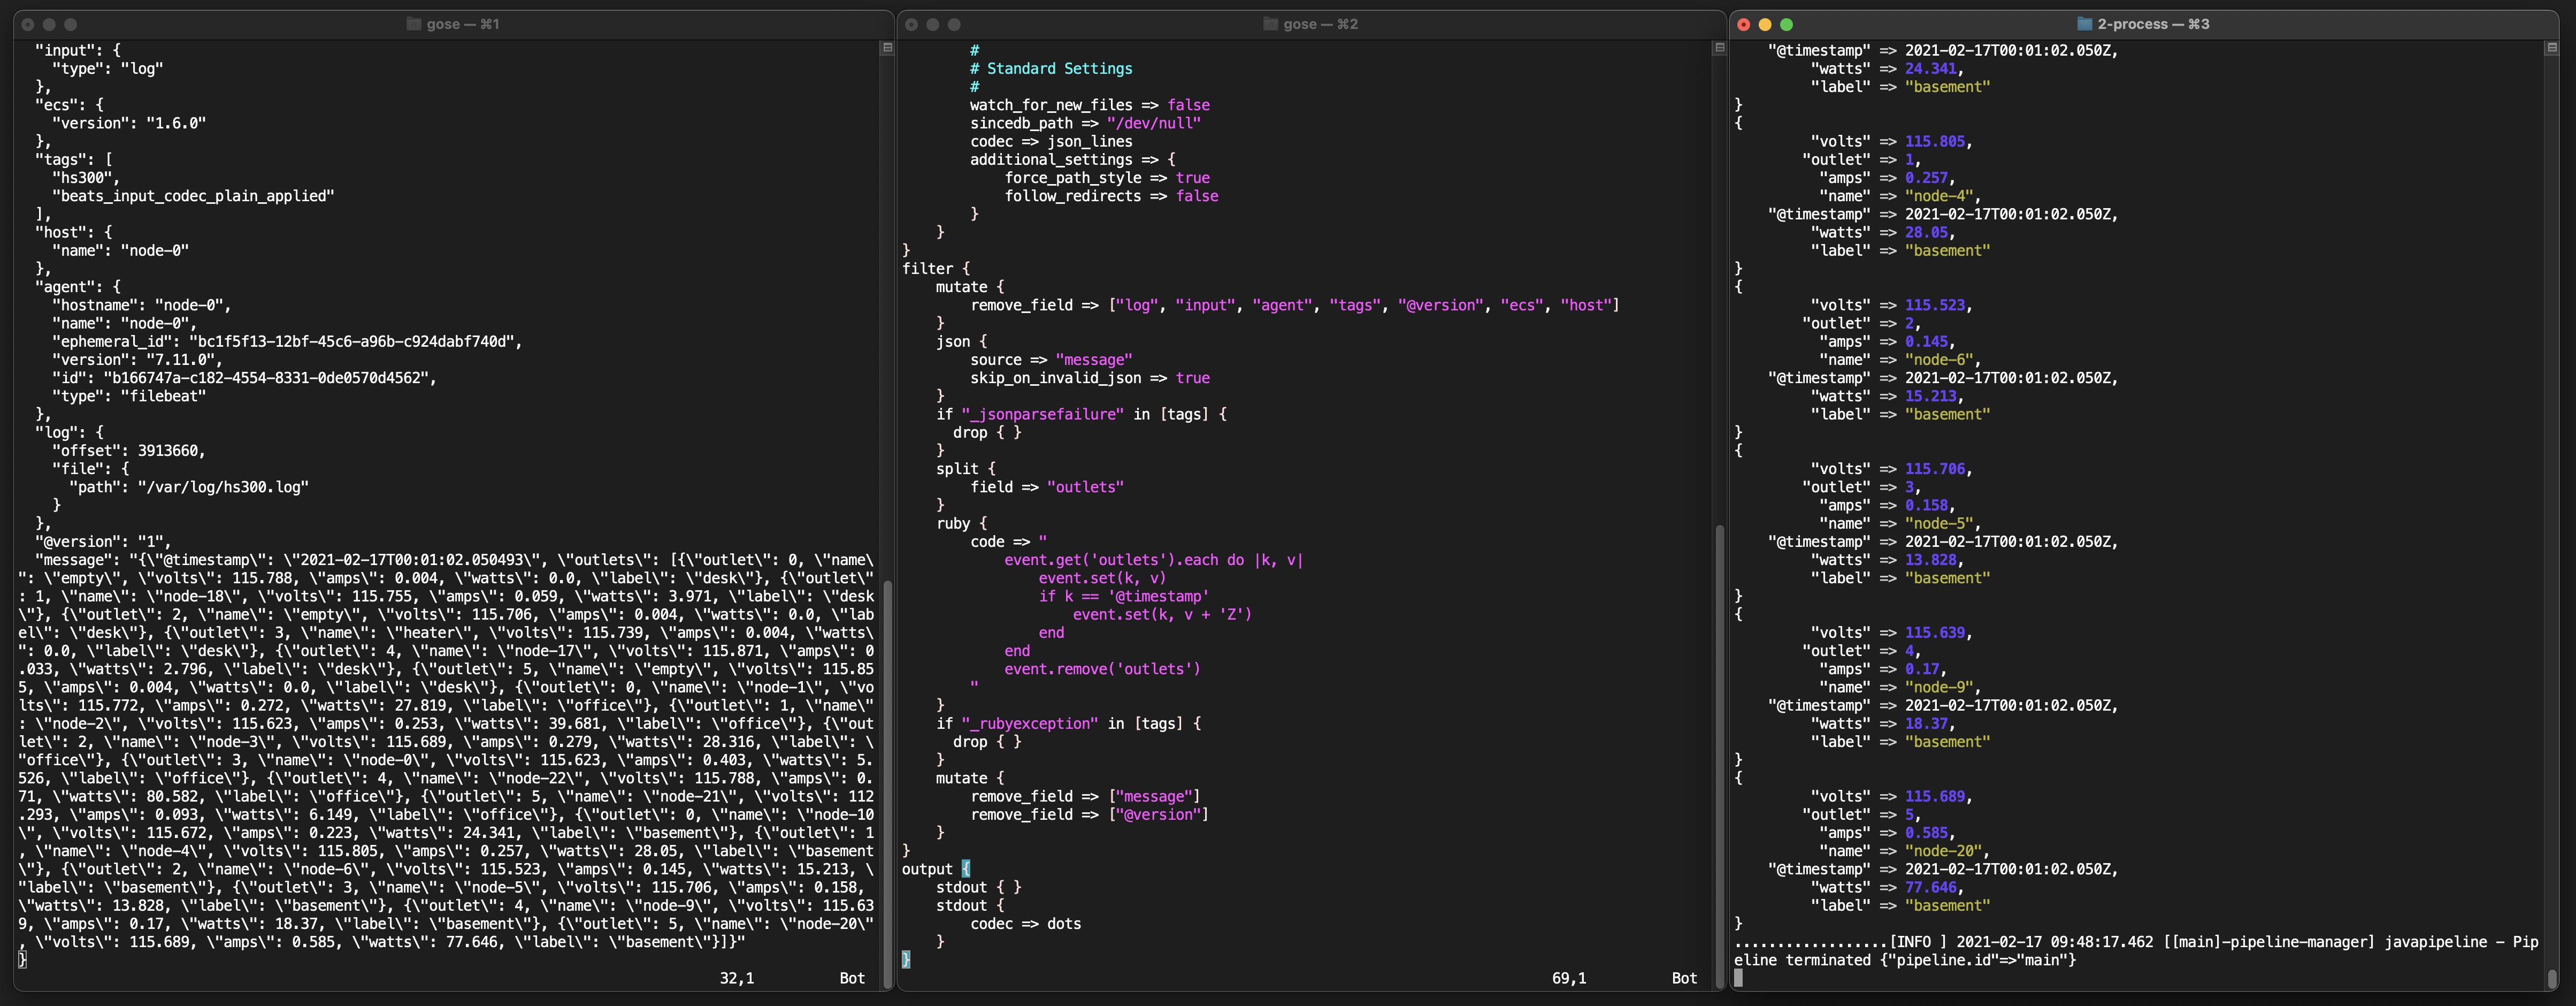 gose — ⌘1
"input": {
"type": "log"
},
"ecs": {
"version": "1.6.0"
},
"tags": [
"hs300",
"beats_input_codec_plain_applied"
],
"host": {
"name": "node-0"
},
"agent": {
"hostname": "node-0",
"name": "node-0",
"ephemeral_id": "bc1f5f13-12bf-45c6-a96b-c924dabf740d",
"version": "7.11.0",
"id": "b166747a-c182-4554-8331-0de0570d4562",
"type": "filebeat"
},
"log": {
"offset": 3913660,
"file": {
"path": "/var/log/hs300.log"
}
},
"@version": "1",
"message": "{\"@timestamp\": \"2021-02-17T00:01:02.050493\", \"outlets\": [{\"outlet\": 0, \"name\
": \"empty\", \"volts\": 115.788, \"amps\": 0.004, \"watts\": 0.0, \"label\": \"desk\"}, {\"outlet\"
: 1, \"name\": \"node-18\", \"volts\": 115.755, \"amps\": 0.059, \"watts\": 3.971, \"label\": \"desk
\"}, {\"outlet\": 2, \"name\": \"empty\", \"volts\": 115.706, \"amps\": 0.004, \"watts\": 0.0, \"lab
el\": \"desk\"}, {\"outlet\": 3, \"name\": \"heater\", \"volts\": 115.739, \"amps\": 0.004, \"watts\
": 0.0, \"label\": \"desk\"}, {\"outlet\": 4, \"name\": \"node-17\", \"volts\": 115.871, \"amps\": 0
.033, \"watts\": 2.796, \"label\": \"desk\"}, {\"outlet\": 5, \"name\": \"empty\", \"volts\": 115.85
5, \"amps\": 0.004, \"watts\": 0.0, \"label\": \"desk\"}, {\"outlet\": 0, \"name\": \"node-1\", \"vo
lts\": 115.772, \"amps\": 0.272, \"watts\": 27.819, \"label\": \"office\"}, {\"outlet\": 1, \"name\"
: \"node-2\", \"volts\": 115.623, \"amps\": 0.253, \"watts\": 39.681, \"label\": \"office\"}, {\"out
let\": 2, \"name\": \"node-3\", \"volts\": 115.689, \"amps\": 0.279, \"watts\": 28.316, \"label\": \
"office\"}, {\"outlet\": 3, \"name\": \"node-0\", \"volts\": 115.623, \"amps\": 0.403, \"watts\": 5.
526, \"label\": \"office\"}, {\"outlet\": 4, \"name\": \"node-22\", \"volts\": 115.788, \"amps\": 0.
71, \"watts\": 80.582, \"label\": \"office\"}, {\"outlet\": 5, \"name\": \"node-21\", \"volts\": 112
.293, \"amps\": 0.093, \"watts\": 6.149, \"label\": \"office\"}, {\"outlet\": 0, \"name\": \"node-10
\", \"volts\": 115.672, \"amps\": 0.223, \"watts\": 24.341, \"label\": \"basement\"}, {\"outlet\": 1
, \"name\": \"node-4\", \"volts\": 115.805, \"amps\": 0.257, \"watts\": 28.05, \"label\": \"basement
\"}, {\"outlet\": 2, \"name\": \"node-6\", \"volts\": 115.523, \"amps\": 0.145, \"watts\": 15.213, \
"label\": \"basement\"}, {\"outlet\": 3, \"name\": \"node-5\", \"volts\": 115.706, \"amps\": 0.158,
\"watts\": 13.828, \"label\": \"basement\"}, {\"outlet\": 4, \"name\": \"node-9\", \"volts\": 115.63
9, \"amps\": 0.17, \"watts\": 18.37, \"label\": \"basement\"}, {\"outlet\": 5, \"name\": \"node-20\"
, \"volts\": 115.689, \"amps\": 0.585, \"watts\": 77.646, \"label\": \"basement\"}]}"
}
32,1 Bot
gose — ⌘2
#
# Standard Settings
#
watch_for_new_files => false
sincedb_path => "/dev/null"
codec => json_lines
additional_settings => {
force_path_style => true
follow_redirects => false
}
}
}
filter {
mutate {
remove_field => ["log", "input", "agent", "tags", "@version", "ecs", "host"]
}
json {
source => "message"
skip_on_invalid_json => true
}
if "_jsonparsefailure" in [tags] {
drop { }
}
split {
field => "outlets"
}
ruby {
code => "
event.get('outlets').each do |k, v|
event.set(k, v)
if k == '@timestamp'
event.set(k, v + 'Z')
end
end
event.remove('outlets')
"
}
if "_rubyexception" in [tags] {
drop { }
}
mutate {
remove_field => ["message"]
remove_field => ["@version"]
}
}
output {
stdout { }
stdout {
codec => dots
}
}
69,1 Bot
2-process — ⌘3
"@timestamp" => 2021-02-17T00:01:02.050Z,
"watts" => 24.341,
"label" => "basement"
}
{
"volts" => 115.805,
"outlet" => 1,
"amps" => 0.257,
"name" => "node-4",
"@timestamp" => 2021-02-17T00:01:02.050Z,
"watts" => 28.05,
"label" => "basement"
}
{
"volts" => 115.523,
"outlet" => 2,
"amps" => 0.145,
"name" => "node-6",
"@timestamp" => 2021-02-17T00:01:02.050Z,
"watts" => 15.213,
"label" => "basement"
}
{
"volts" => 115.706,
"outlet" => 3,
"amps" => 0.158,
"name" => "node-5",
"@timestamp" => 2021-02-17T00:01:02.050Z,
"watts" => 13.828,
"label" => "basement"
}
{
"volts" => 115.639,
"outlet" => 4,
"amps" => 0.17,
"name" => "node-9",
"@timestamp" => 2021-02-17T00:01:02.050Z,
"watts" => 18.37,
"label" => "basement"
}
{
"volts" => 115.689,
"outlet" => 5,
"amps" => 0.585,
"name" => "node-20",
"@timestamp" => 2021-02-17T00:01:02.050Z,
"watts" => 77.646,
"label" => "basement"
}
..................[INFO ] 2021-02-17 09:48:17.462 [[main]-pipeline-manager] javapipeline - Pip
eline terminated {"pipeline.id"=>"main"}